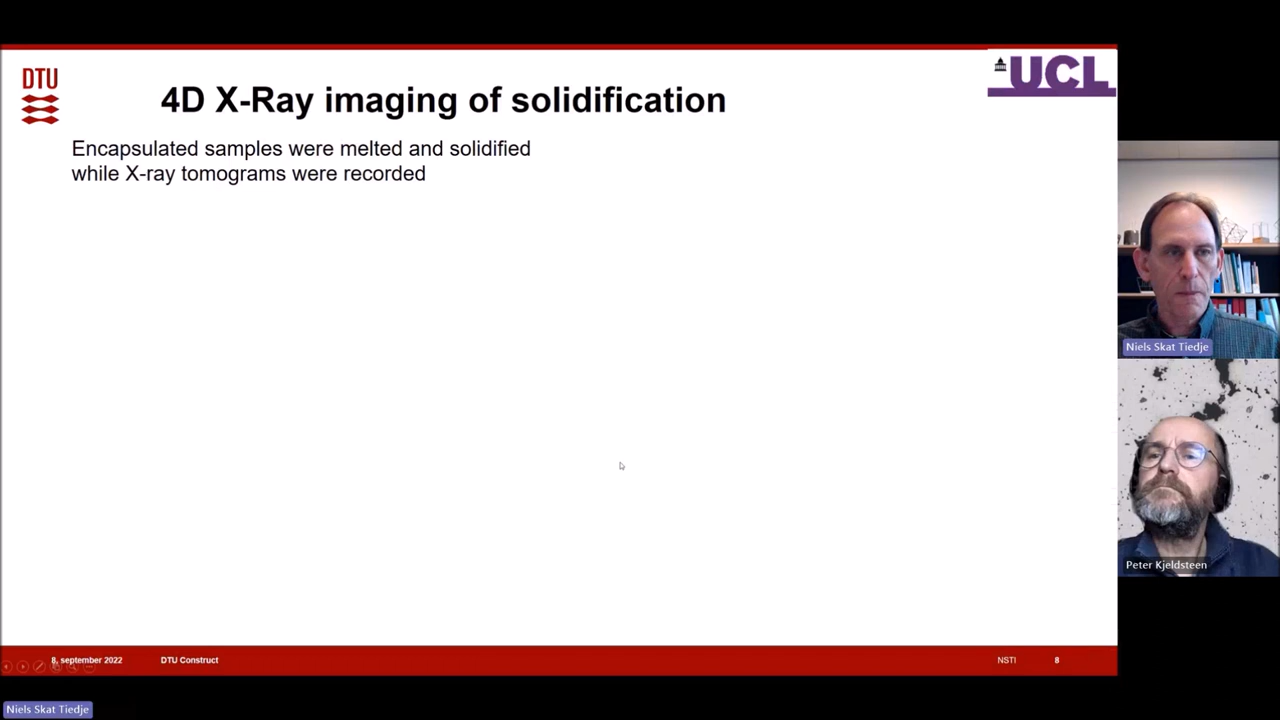 DTU
UCL
4D X-Ray imaging of solidification
Encapsulated samples were melted and solidified
while X-ray tomograms were recorded
Niels Skat Tiedje
Peter Kjeldsteen
8, september 2022
DTU Construct
NSTI
8
Niels Skat Tiedje